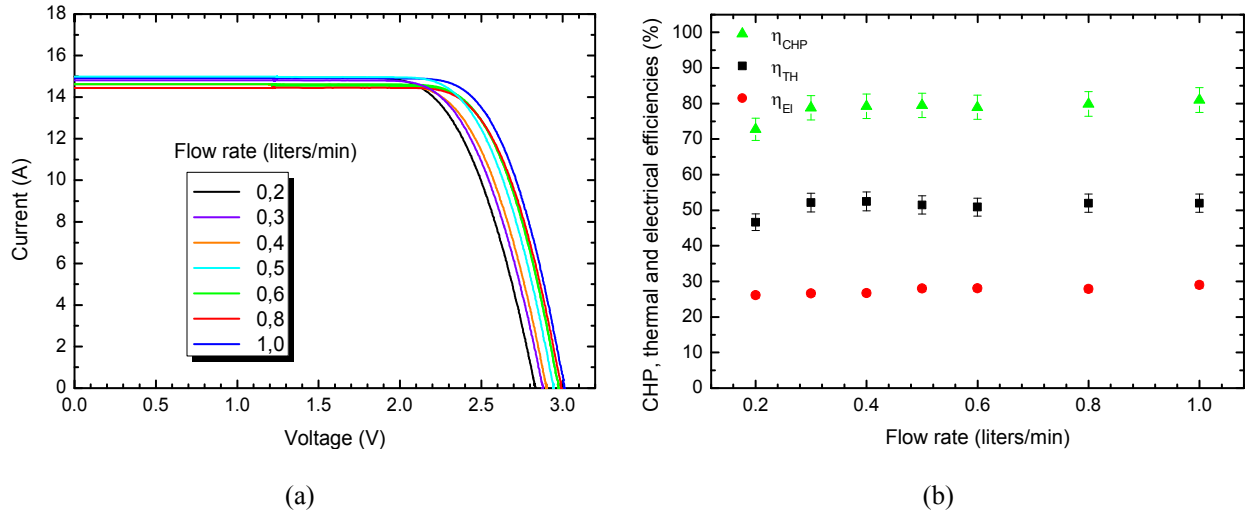 Current (A)
18
16
14
12
10
8
6
4
2
0
Flow rate (liters/min)
0,2
0,3
0,4
0,5
0,6
0,8
1,0
0.0 0.5 1.0 1.5 2.0 2.5 3.0
Voltage (V)
(a)
CHP, thermal and electrical efficiencies (%)
100
90
80
70
60
50
40
30
20
10
0
ηCHP
ηTH
ηEl
0.2 0.4 0.6 0.8 1.0
Flow rate (liters/min)
(b)